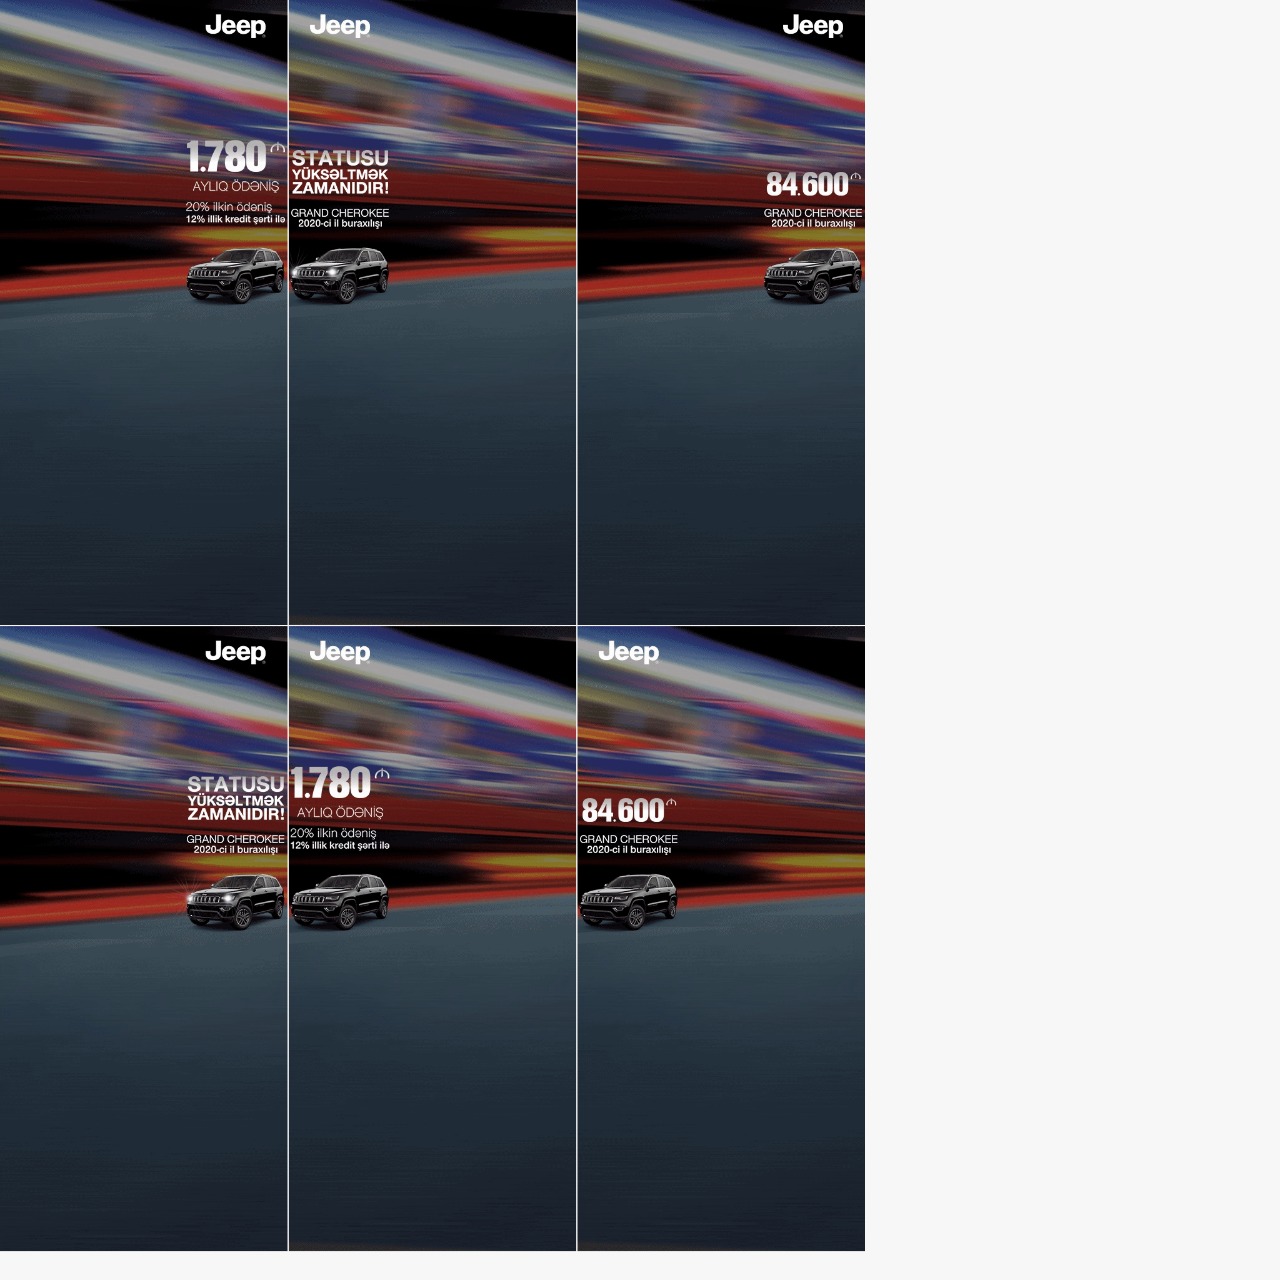 Jeep
1.780 ₼
AYLIQ ÖDƏNİŞ
20% ilkin ödəniş
12% illik kredit şərti ilə
Jeep
STATUSU
YÜKSƏLTMƏK
ZAMANIDIR!
GRAND CHEROKEE
2020-ci il buraxılışı
Jeep
84.600 ₼
GRAND CHEROKEE
2020-ci il buraxılışı
Jeep
STATUSU
YÜKSƏLTMƏK
ZAMANIDIR!
GRAND CHEROKEE
2020-ci il buraxılışı
Jeep
1.780 ₼
AYLIQ ÖDƏNİŞ
20% ilkin ödəniş
12% illik kredit şərti ilə
Jeep
84.600 ₼
GRAND CHEROKEE
2020-ci il buraxılışı